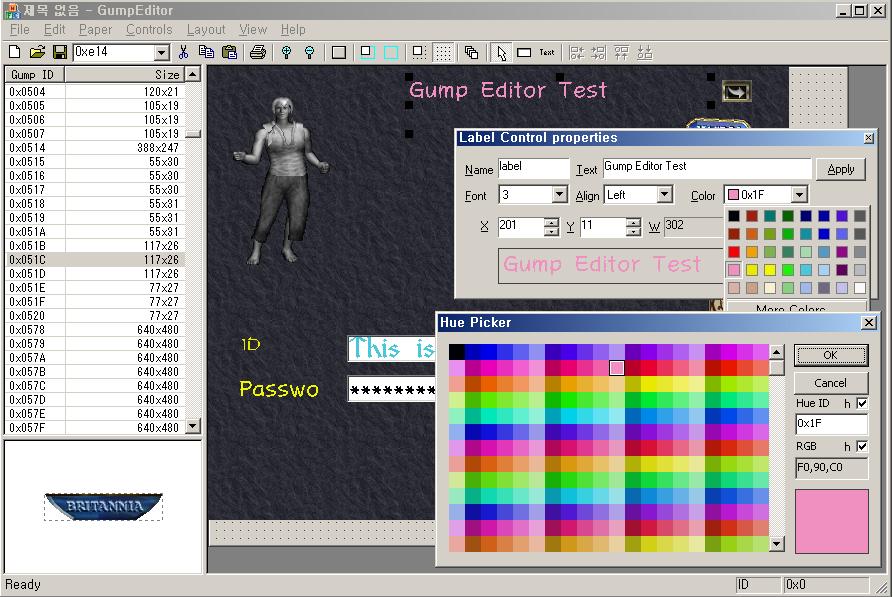 제목 없음 - GumpEditor
File Edit Paper Controls Layout View Help
0xe14
Text
Gump ID Size
0x0504 120x21
0x0505 105x19
0x0506 105x19
0x0507 105x19
0x0514 388x247
0x0515 55x30
0x0516 55x30
0x0517 55x30
0x0518 55x31
0x0519 55x31
0x051A 55x31
0x051B 117x26
0x051C 117x26
0x051D 117x26
0x051E 77x27
0x051F 77x27
0x0520 77x27
0x0578 640x480
0x0579 640x480
0x057A 640x480
0x057B 640x480
0x057C 640x480
0x057D 640x480
0x057E 640x480
0x057F 640x480
BRITANNIA
Gump Editor Test
ID
This is
Passwo
********
Label Control properties
Name label Text Gump Editor Test Apply
Font 3 Align Left Color 0x1F
X 201 Y 11 W 302
Gump Editor Test
More Colors
Hue Picker
OK
Cancel
Hue ID h
0x1F
RGB h
F0,90,C0
Ready ID 0x0